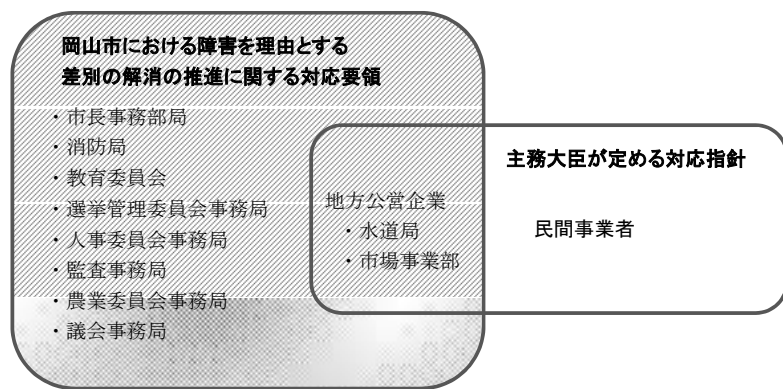 岡山市における障害を理由とする
差別の解消の推進に関する対応要領
・市長事務部局
・消防局
・教育委員会
・選挙管理委員会事務局
・人事委員会事務局
・監査事務局
・農業委員会事務局
・議会事務局
地方公営企業
・水道局
・市場事業部
主務大臣が定める対応指針
民間事業者